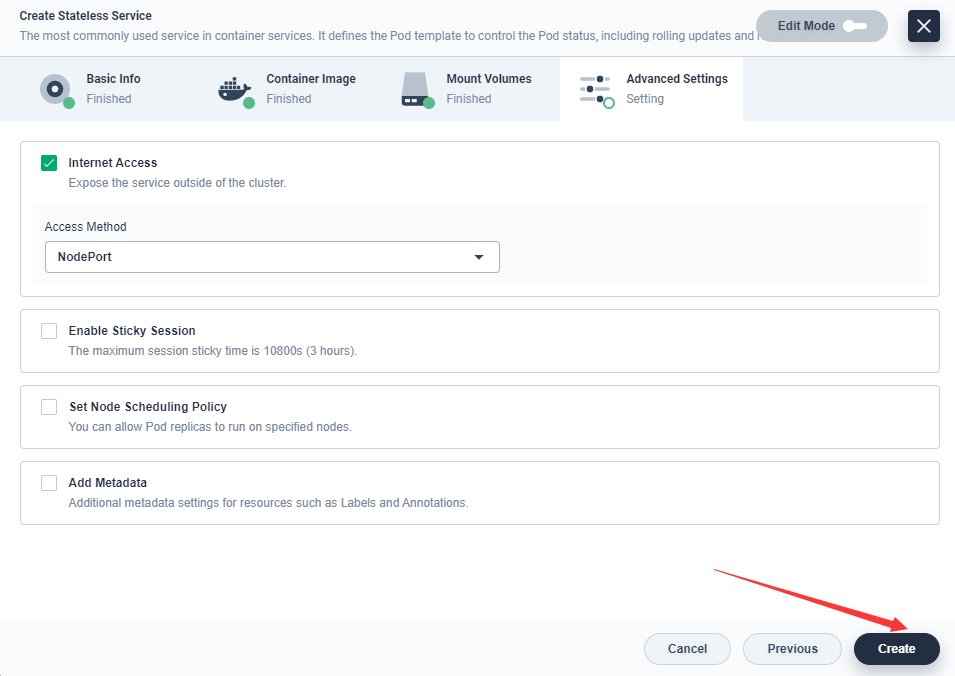 Create Stateless Service
The most commonly used service in container services. It defines the Pod template to control the Pod status, including rolling updates and
Edit Mode
Basic Info
Finished
Container Image
Finished
Mount Volumes
Finished
Advanced Settings
Setting
Internet Access
Expose the service outside of the cluster.
Access Method
NodePort
Enable Sticky Session
The maximum session sticky time is 10800s (3 hours).
Set Node Scheduling Policy
You can allow Pod replicas to run on specified nodes.
Add Metadata
Additional metadata settings for resources such as Labels and Annotations.
Cancel
Previous
Create